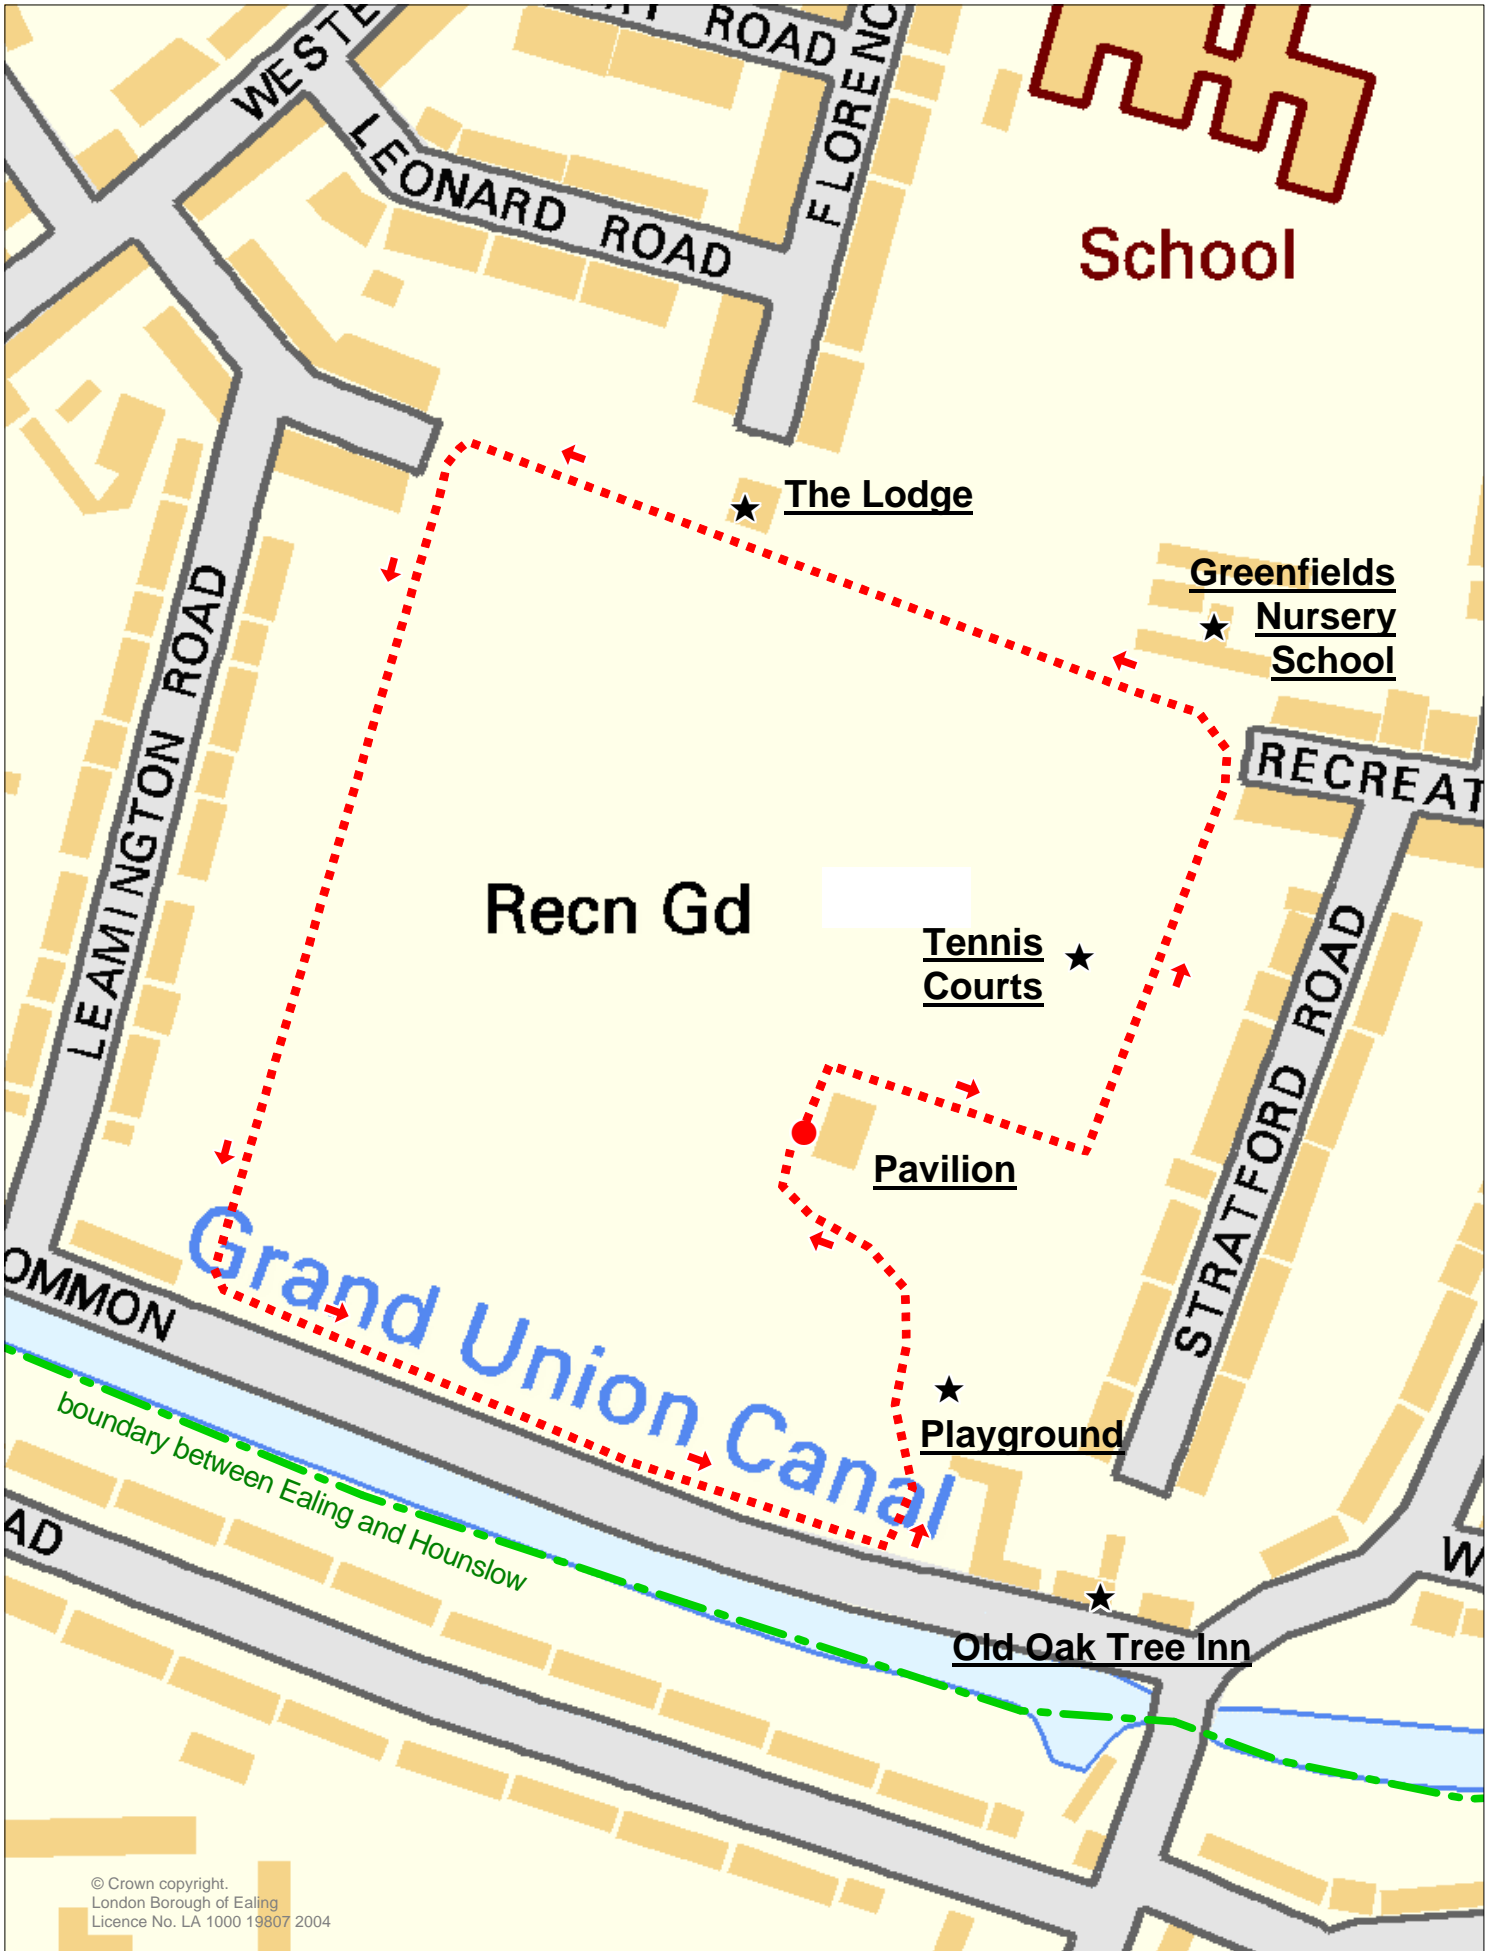 ROAD
WESTE
FLORENC
LEONARD ROAD
School
The Lodge
Greenfields
Nursery
School
RECREAT
LEAMINGTON ROAD
Recn Gd
Tennis
Courts
STRATFORD ROAD
Pavilion
Grand Union Canal
OMMON
Playground
boundary between Ealing and Hounslow
AD
W
Old Oak Tree Inn
© Crown copyright.
London Borough of Ealing
Licence No. LA 1000 19807 2004